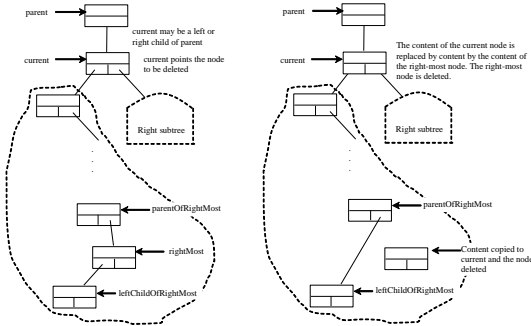 parent
current may be a left or
right child of parent
current
current points the node
to be deleted
Right subtree
.
.
.
parentOfRightMost
rightMost
leftChildOfRightMost
parent
current
The content of the current node is
replaced by content by the content of
the right-most node. The right-most
node is deleted.
Right subtree
.
.
.
parentOfRightMost
Content copied to
current and the node
deleted
leftChildOfRightMost